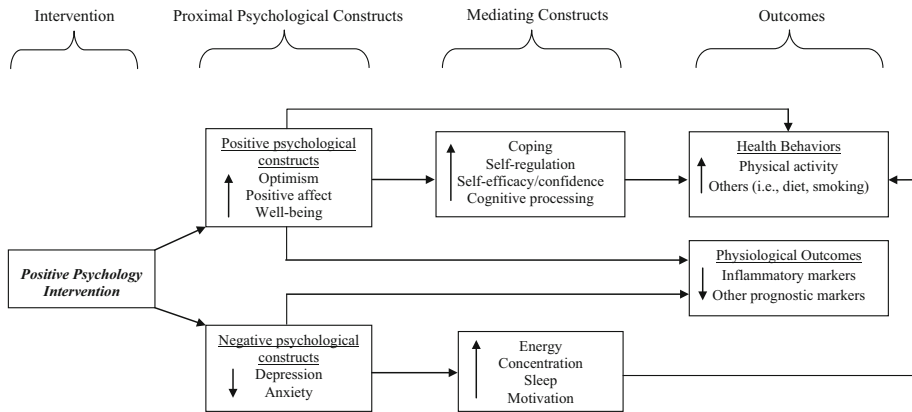 Intervention
Proximal Psychological Constructs
Mediating Constructs
Outcomes
Positive psychological
constructs
Optimism
Positive affect
Well-being
Coping
Self-regulation
Self-efficacy/confidence
Cognitive processing
Health Behaviors
Physical activity
Others (i.e., diet, smoking)
Positive Psychology
Intervention
Physiological Outcomes
Inflammatory markers
Other prognostic markers
Negative psychological
constructs
Depression
Anxiety
Energy
Concentration
Sleep
Motivation